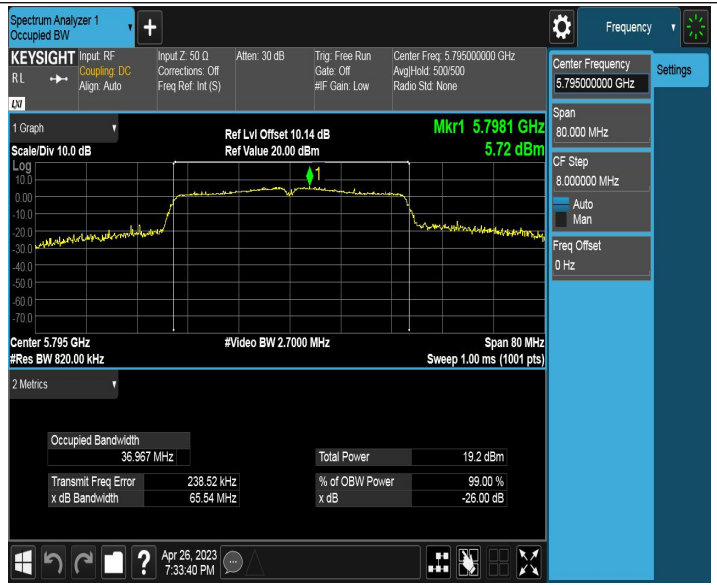 Spectrum Analyzer 1
Occupied BW
+
Frequency
KEYSIGHT
Input: RF
Coupling: DC
Align: Auto
Input Z: 50 Ω
Corrections: Off
Freq Ref: Int (S)
Atten: 30 dB
Trig: Free Run
Gate: Off
#IF Gain: Low
Center Freq: 5.795000000 GHz
Avg|Hold: 500/500
Radio Std: None
R L
LXI
Center Frequency
5.795000000 GHz
Settings
Span
80.000 MHz
CF Step
8.000000 MHz
Auto
Man
Freq Offset
0 Hz
1 Graph
Scale/Div 10.0 dB
Ref Lvl Offset 10.14 dB
Ref Value 20.00 dBm
Mkr1 5.7981 GHz
5.72 dBm
Log
10.0
0.00
-10.0
-20.0
-30.0
-40.0
-50.0
-60.0
-70.0
1
Center 5.795 GHz
#Video BW 2.7000 MHz
Span 80 MHz
#Res BW 820.00 kHz
Sweep 1.00 ms (1001 pts)
2 Metrics
Occupied Bandwidth
36.967 MHz
Total Power 19.2 dBm
Transmit Freq Error 238.52 kHz
% of OBW Power 99.00 %
x dB Bandwidth 65.54 MHz
x dB -26.00 dB
?
Apr 26, 2023
7:33:40 PM